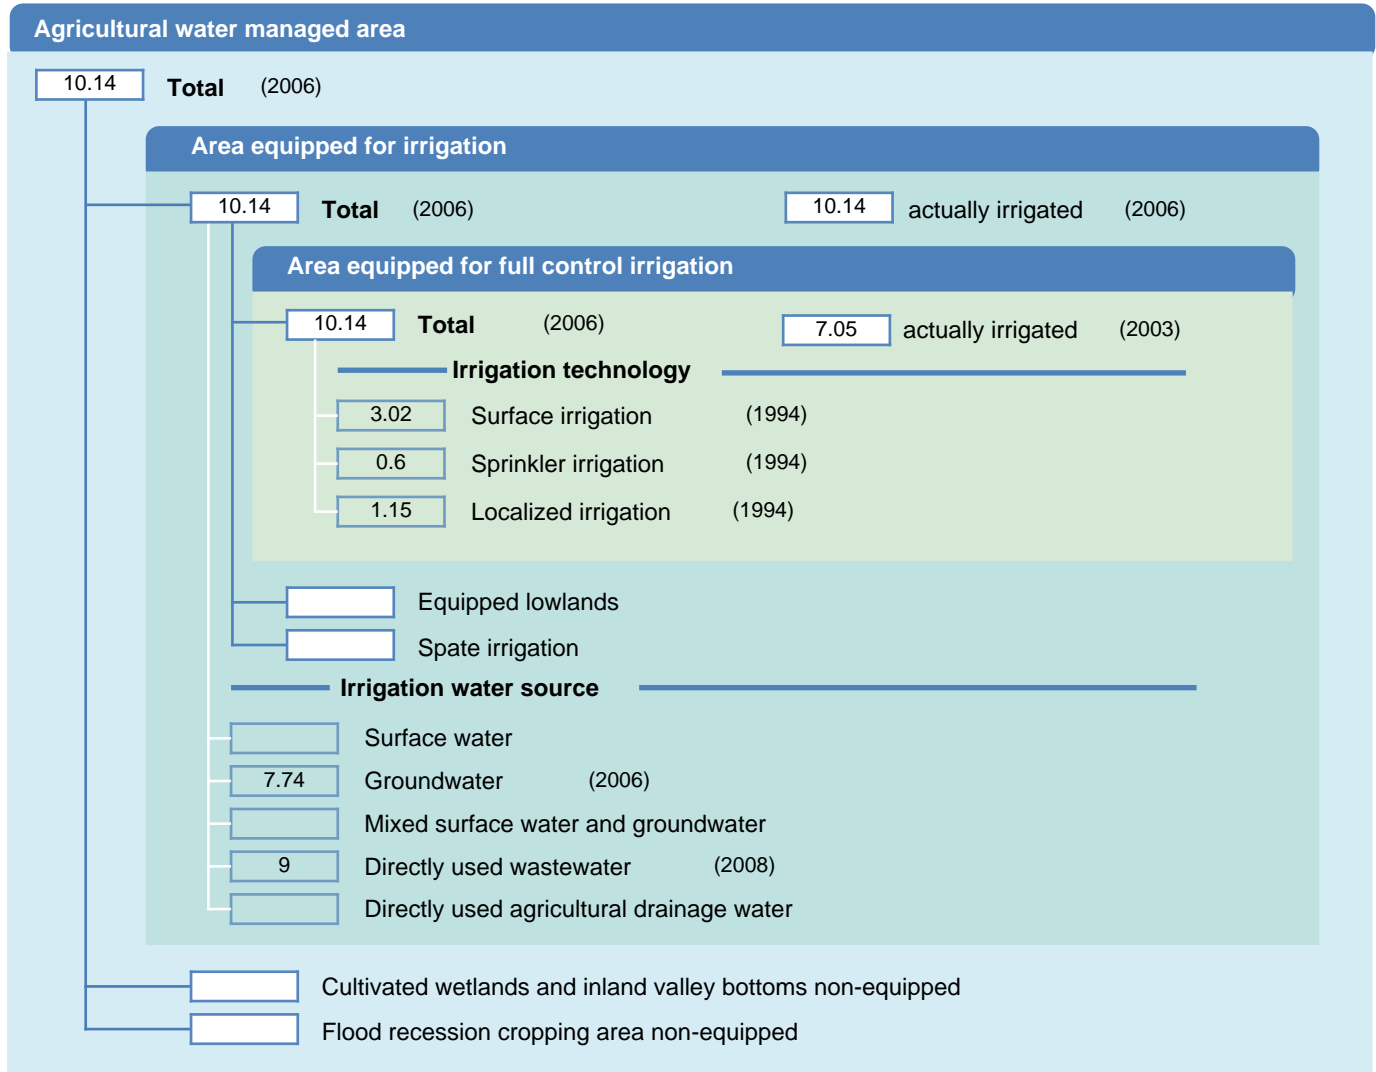 Agricultural water managed area
10.14 Total (2006)
Area equipped for irrigation
10.14 Total (2006) 10.14 actually irrigated (2006)
Area equipped for full control irrigation
10.14 Total (2006) 7.05 actually irrigated (2003)
Irrigation technology
3.02 Surface irrigation (1994)
0.6 Sprinkler irrigation (1994)
1.15 Localized irrigation (1994)
Equipped lowlands
Spate irrigation
Irrigation water source
Surface water
7.74 Groundwater (2006)
Mixed surface water and groundwater
9 Directly used wastewater (2008)
Directly used agricultural drainage water
Cultivated wetlands and inland valley bottoms non-equipped
Flood recession cropping area non-equipped